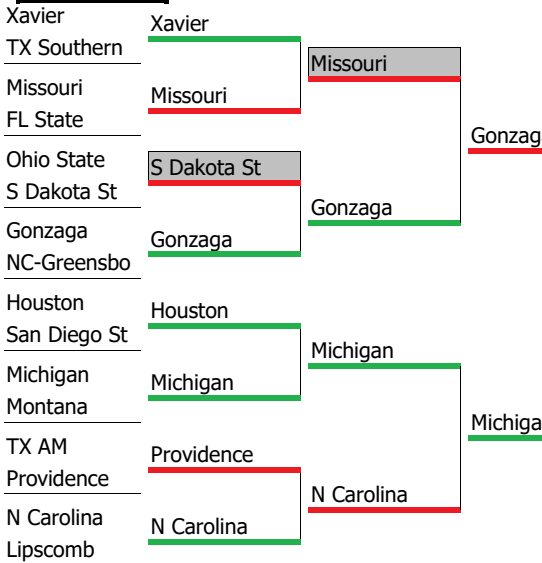 Xavier
TX Southern
Missouri
FL State
Ohio State
S Dakota St
Gonzaga
NC-Greensbo
Houston
San Diego St
Michigan
Montana
TX AM
Providence
N Carolina
Lipscomb
Xavier
Missouri
S Dakota St
Gonzaga
Houston
Michigan
Providence
N Carolina
Missouri
Gonzaga
Michigan
N Carolina
Gonzag
Michiga